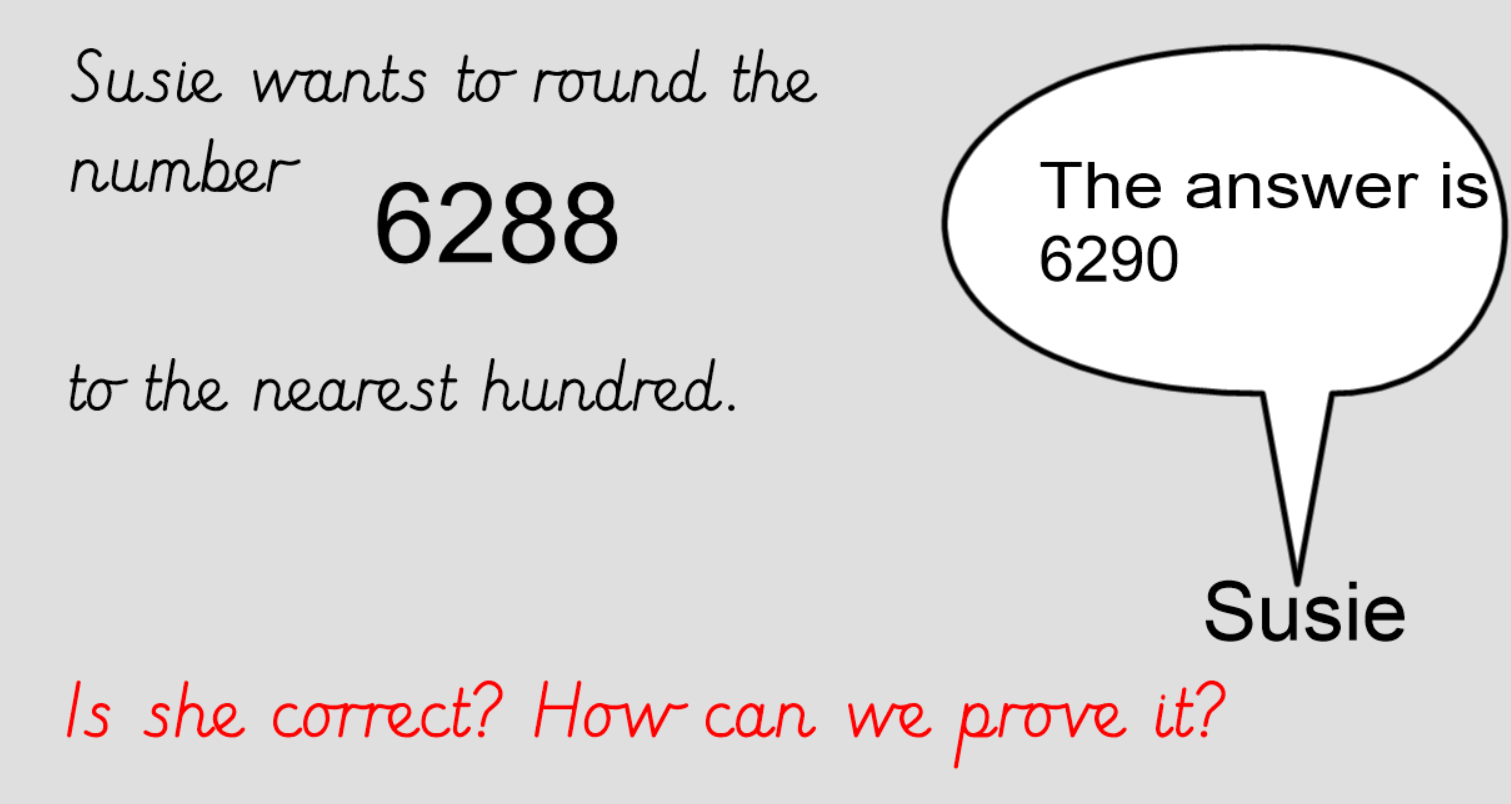 Susie wants to round the
number
6288
to the nearest hundred.
The answer is
6290
Susie
Is she correct? How can we prove it?